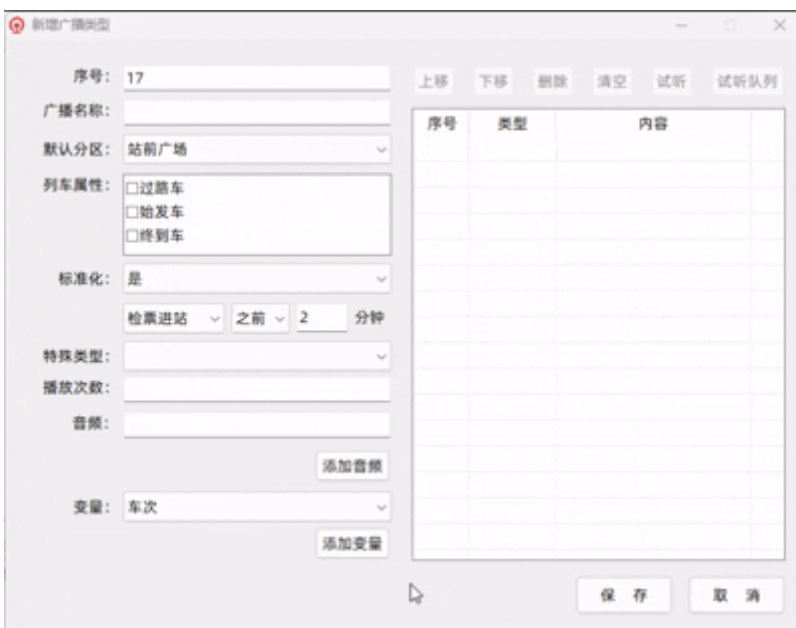 新增广播类型
序号： 17
广播名称：
默认分区： 站前广场
列车属性： □过路车
□始发车
□终到车
标准化： 是
检票进站 之前 2 分钟
特殊类型：
播放次数：
音频：
添加音频
变量： 车次
添加变量
上移 下移 删除 清空 试听 试听队列
序号 类型 内容
保 存 取 消